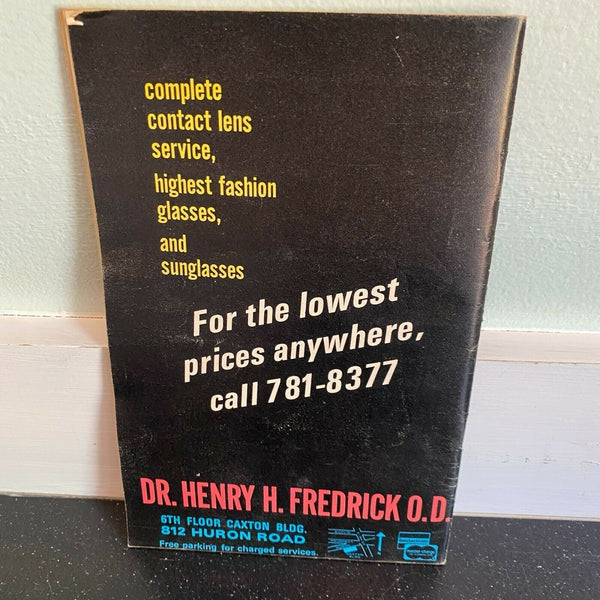 complete
contact lens
service,
highest fashion
glasses,
and
sunglasses
For the lowest
prices anywhere,
call 781-8377
DR. HENRY H. FREDRICK O.D.
6TH FLOOR CAXTON BLDG.
812 HURON ROAD
Free parking for charged services.